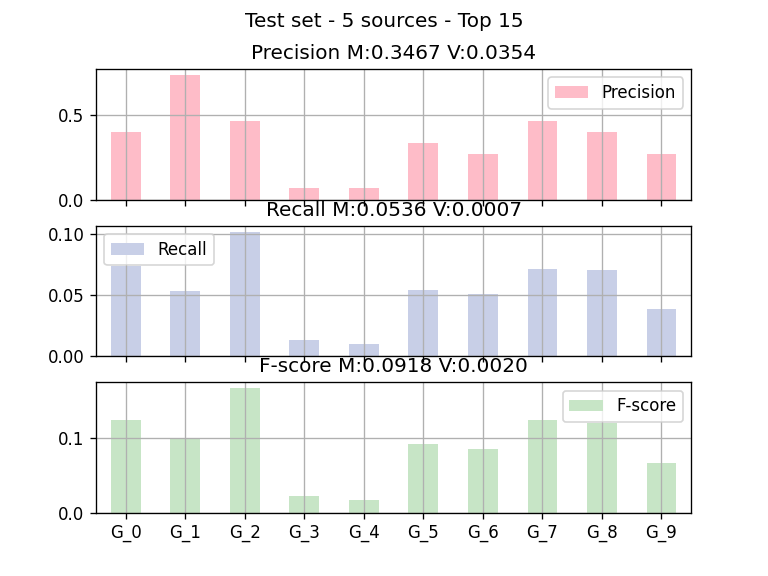 Test set - 5 sources - Top 15
Precision M:0.3467 V:0.0354
Precision
0.5
0.0
Recall M:0.0536 V:0.0007
Recall
0.10
0.05
0.00
F-score M:0.0918 V:0.0020
F-score
0.1
0.0
G_0 G_1 G_2 G_3 G_4 G_5 G_6 G_7 G_8 G_9